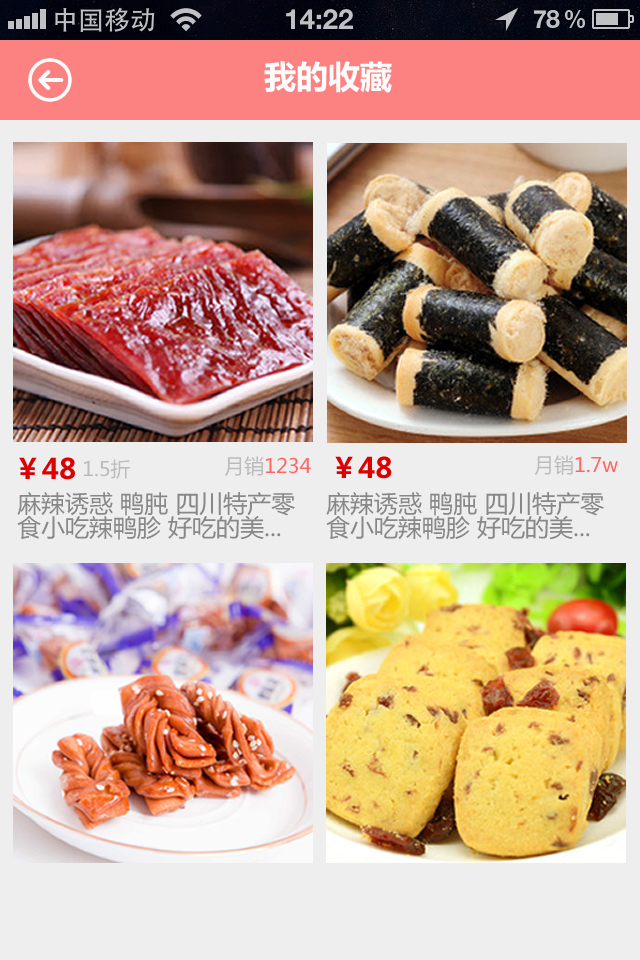 中国移动 14:22 78%
我的收藏
￥48 1.5折 月销1234
麻辣诱惑 鸭肫 四川特产零
食小吃辣鸭胗 好吃的美...
￥48 月销1.7w
麻辣诱惑 鸭肫 四川特产零
食小吃辣鸭胗 好吃的美...